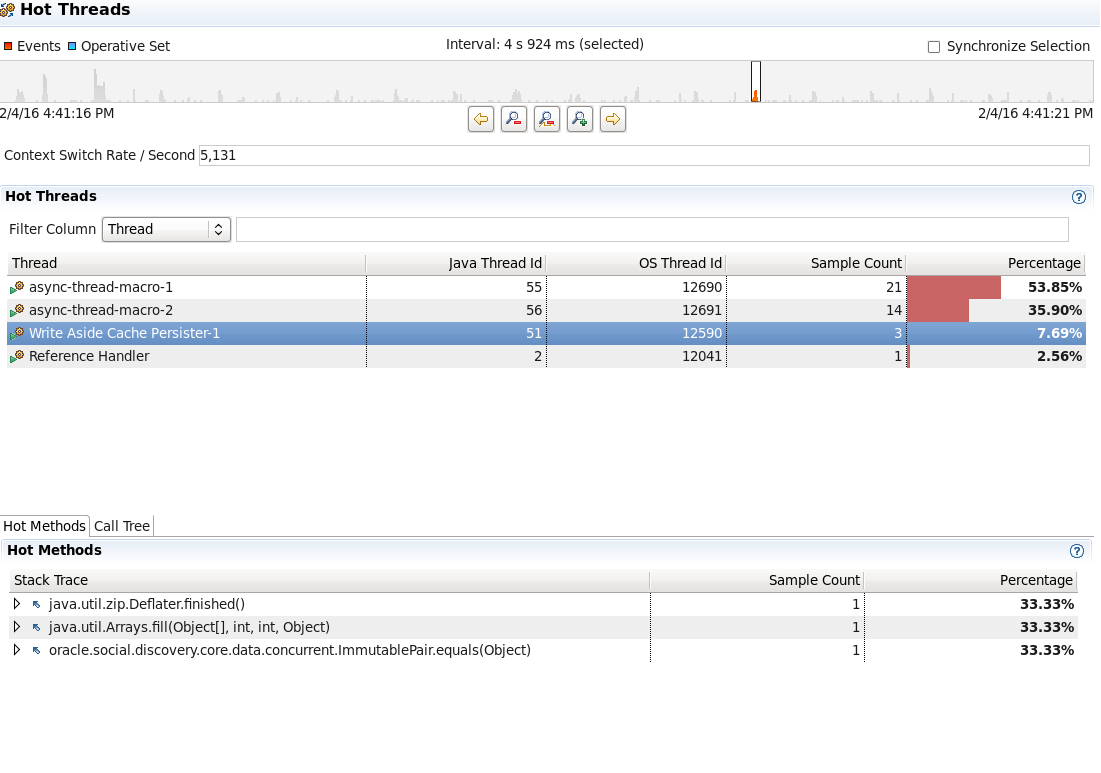 Hot Threads
Events Operative Set Interval: 4 s 924 ms (selected) Synchronize Selection
2/4/16 4:41:16 PM 2/4/16 4:41:21 PM
Context Switch Rate / Second 5,131
Hot Threads
Filter Column Thread
Thread Java Thread Id OS Thread Id Sample Count Percentage
async-thread-macro-1 55 12690 21 53.85%
async-thread-macro-2 56 12691 14 35.90%
Write Aside Cache Persister-1 51 12590 3 7.69%
Reference Handler 2 12041 1 2.56%
Hot Methods Call Tree
Hot Methods
Stack Trace Sample Count Percentage
java.util.zip.Deflater.finished() 1 33.33%
java.util.Arrays.fill(Object[], int, int, Object) 1 33.33%
oracle.social.discovery.core.data.concurrent.ImmutablePair.equals(Object) 1 33.33%